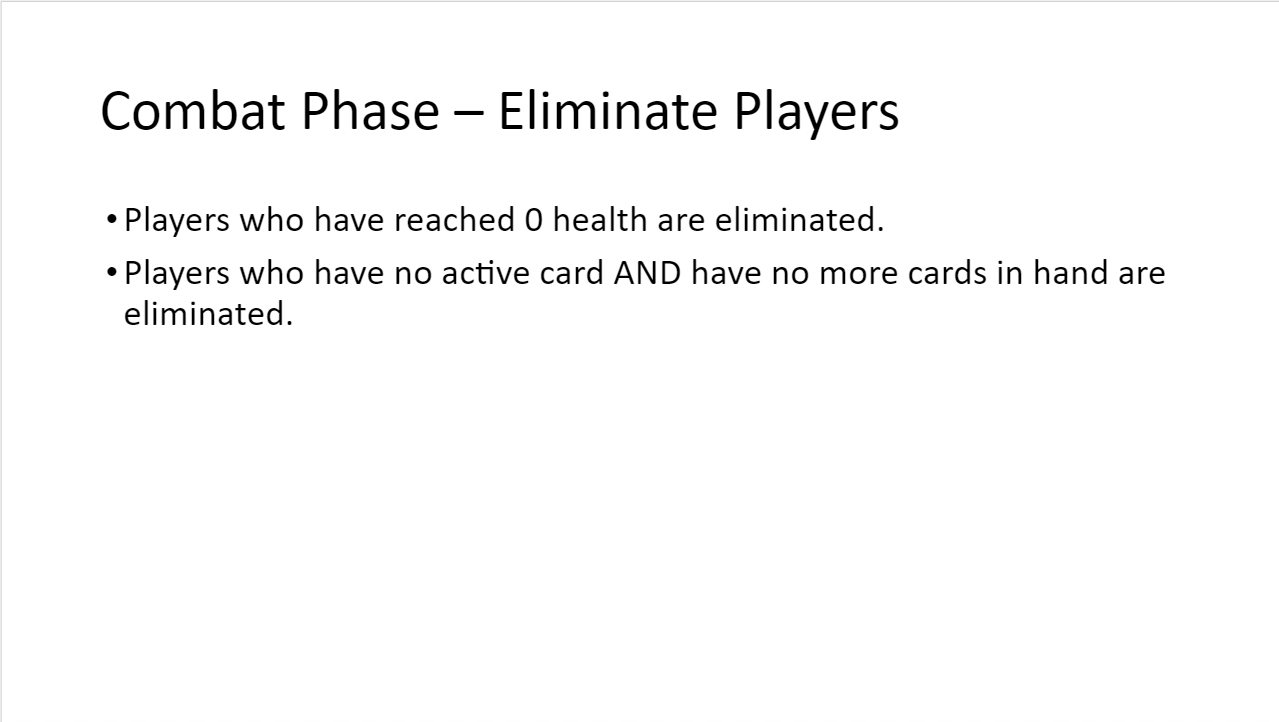 Combat Phase – Eliminate Players
•Players who have reached 0 health are eliminated.
•Players who have no active card AND have no more cards in hand are
eliminated.